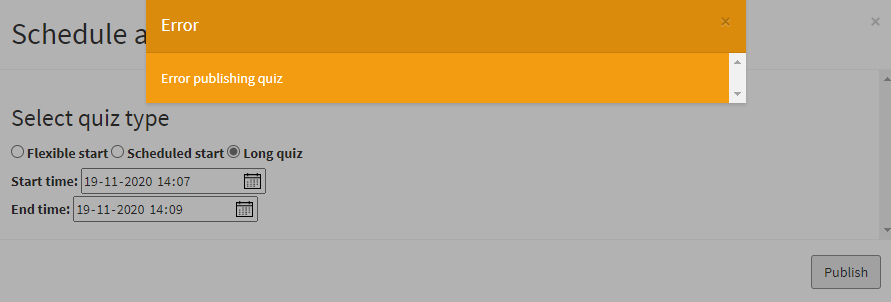 Schedule a
Error
×
×
Error publishing quiz
Select quiz type
Flexible start Scheduled start Long quiz
Start time: 19-11-2020 14:07
End time: 19-11-2020 14:09
Publish